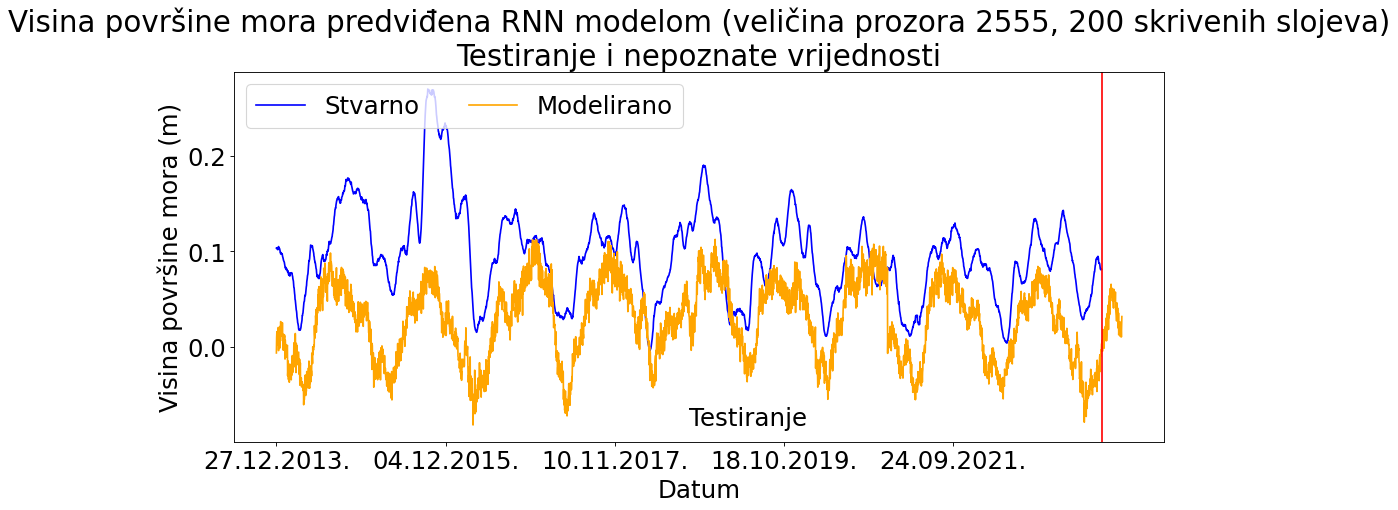 Visina površine mora predviđena RNN modelom (veličina prozora 2555, 200 skrivenih slojeva)
Testiranje i nepoznate vrijednosti
Stvarno
Modelirano
Visina površine mora (m)
0.2
0.1
0.0
Testiranje
27.12.2013.
04.12.2015.
10.11.2017.
18.10.2019.
24.09.2021.
Datum